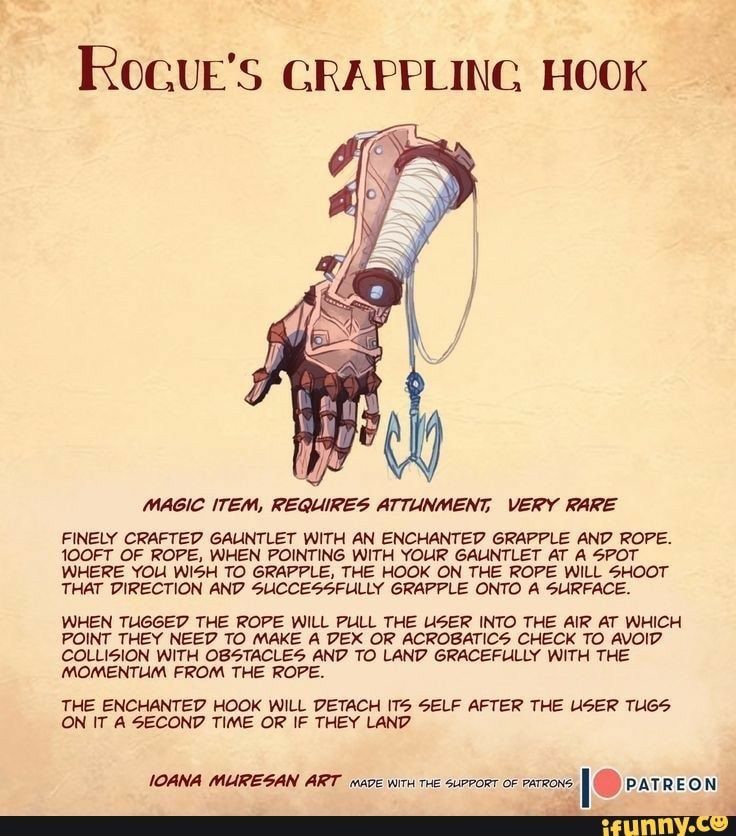 ROGUE'S GRAPPLING HOOK
MAGIC ITEM, REQUIRES ATTUNMENT, VERY RARE
FINELY CRAFTED GAUNTLET WITH AN ENCHANTED GRAPPLE AND ROPE.
100FT OF ROPE, WHEN POINTING WITH YOUR GAUNTLET AT A SPOT
WHERE YOU WISH TO GRAPPLE, THE HOOK ON THE ROPE WILL SHOOT
THAT DIRECTION AND SUCCESSFULLY GRAPPLE ONTO A SURFACE.
WHEN TUGGED THE ROPE WILL PULL THE USER INTO THE AIR AT WHICH
POINT THEY NEED TO MAKE A DEX OR ACROBATICS CHECK TO AVOID
COLLISION WITH OBSTACLES AND TO LAND GRACEFULLY WITH THE
MOMENTUM FROM THE ROPE.
THE ENCHANTED HOOK WILL DETACH ITS SELF AFTER THE USER TUGS
ON IT A SECOND TIME OR IF THEY LAND
IOANA MURESAN ART MADE WITH THE SUPPORT OF PATRONS PATREON
ifunny.co